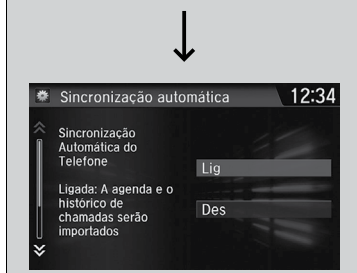 Sincronização automática 12:34
Sincronização
Automática do
Telefone
Lig
Ligada: A agenda e o
histórico de
chamadas serão
importados
Des